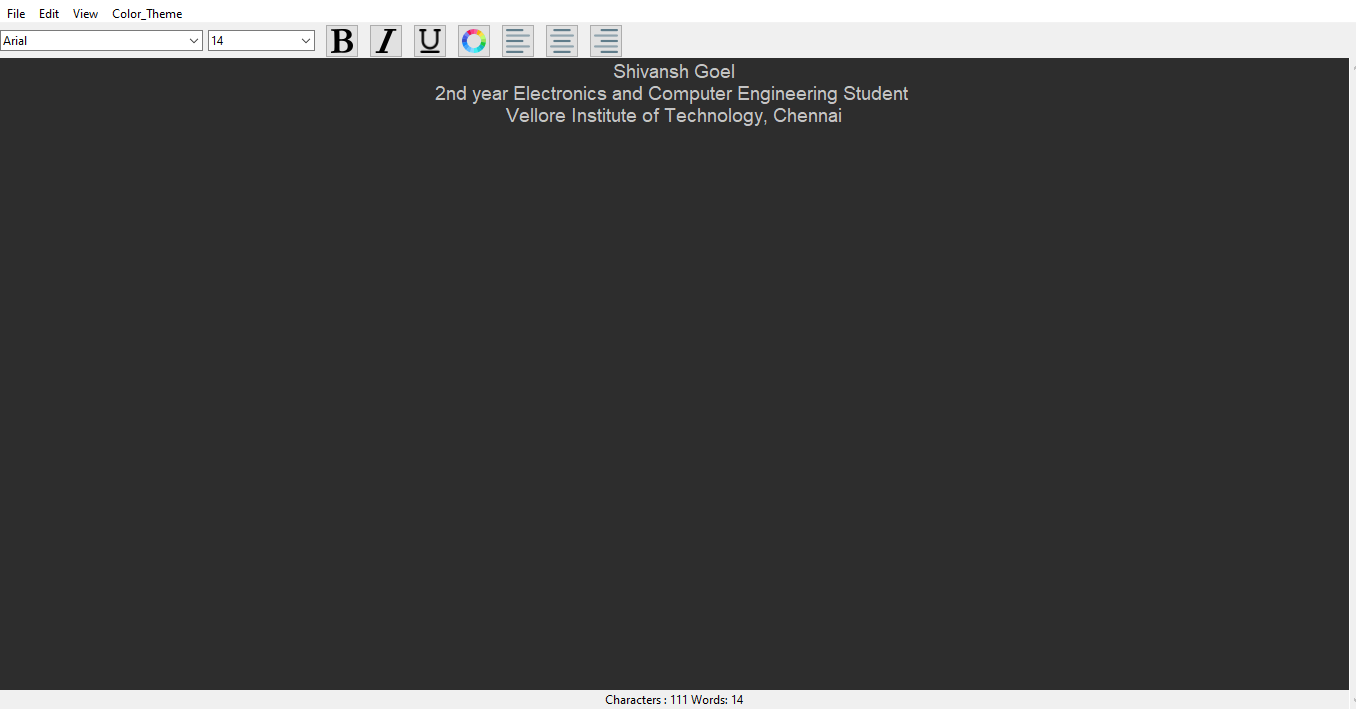 File Edit View Color_Theme
Arial 14 B I U
Shivansh Goel
2nd year Electronics and Computer Engineering Student
Vellore Institute of Technology, Chennai
Characters : 111 Words: 14